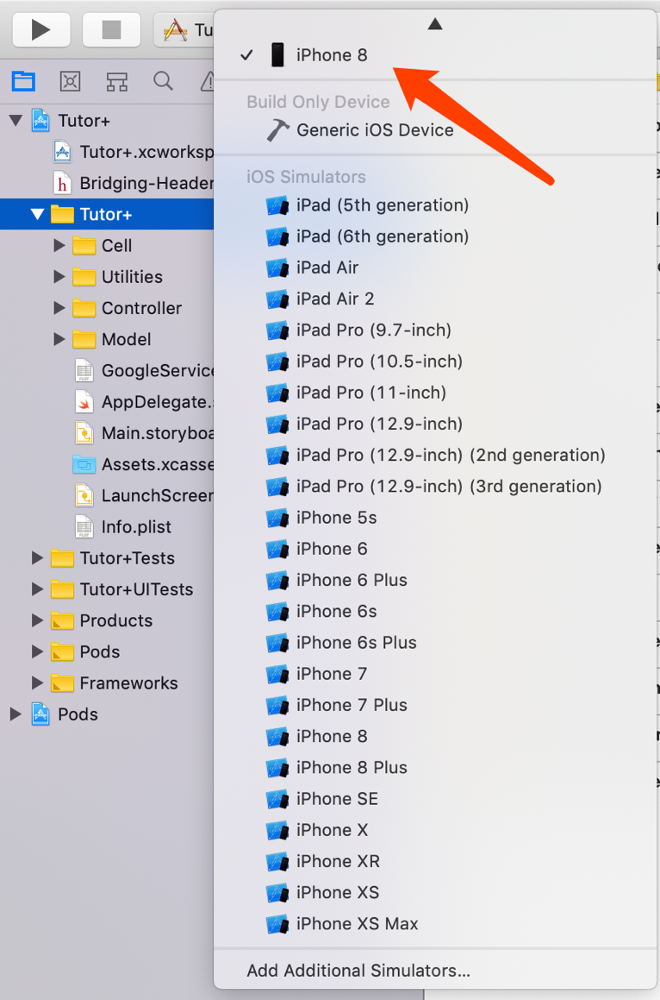 Tu
iPhone 8
Build Only Device
Generic iOS Device
iOS Simulators
iPad (5th generation)
iPad (6th generation)
iPad Air
iPad Air 2
iPad Pro (9.7-inch)
iPad Pro (10.5-inch)
iPad Pro (11-inch)
iPad Pro (12.9-inch)
iPad Pro (12.9-inch) (2nd generation)
iPad Pro (12.9-inch) (3rd generation)
iPhone 5s
iPhone 6
iPhone 6 Plus
iPhone 6s
iPhone 6s Plus
iPhone 7
iPhone 7 Plus
iPhone 8
iPhone 8 Plus
iPhone SE
iPhone X
iPhone XR
iPhone XS
iPhone XS Max
Add Additional Simulators...
Tutor+
Tutor+.xcworksp
h Bridging-Header
Tutor+
Cell
Utilities
Controller
Model
GoogleService
AppDelegate.s
Main.storyboa
Assets.xcasse
LaunchScreen
Info.plist
Tutor+Tests
Tutor+UITests
Products
Pods
Frameworks
Pods